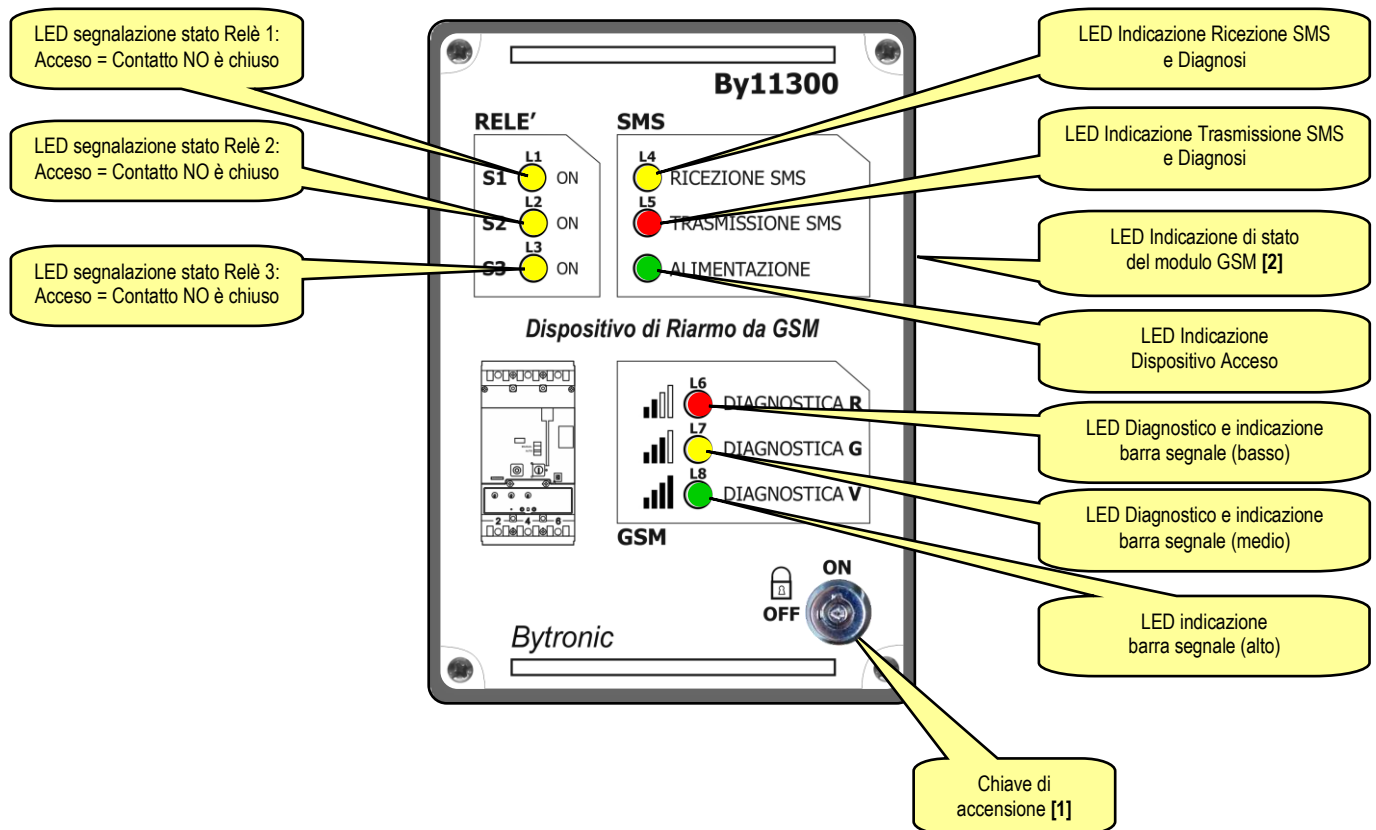 LED segnalazione stato Relè 1:
Acceso = Contatto NO è chiuso
LED segnalazione stato Relè 2:
Acceso = Contatto NO è chiuso
LED segnalazione stato Relè 3:
Acceso = Contatto NO è chiuso
By11300
RELE’
SMS
L1
S1 ON
L2
S2 ON
L3
S3 ON
L4
RICEZIONE SMS
L5
TRASMISSIONE SMS
ALIMENTAZIONE
Dispositivo di Riarmo da GSM
L6
DIAGNOSTICA R
L7
DIAGNOSTICA G
L8
DIAGNOSTICA V
2 4 6
GSM
ON
OFF
Bytronic
LED Indicazione Ricezione SMS
e Diagnosi
LED Indicazione Trasmissione SMS
e Diagnosi
LED Indicazione di stato
del modulo GSM [2]
LED Indicazione
Dispositivo Acceso
LED Diagnostico e indicazione
barra segnale (basso)
LED Diagnostico e indicazione
barra segnale (medio)
LED indicazione
barra segnale (alto)
Chiave di
accensione [1]